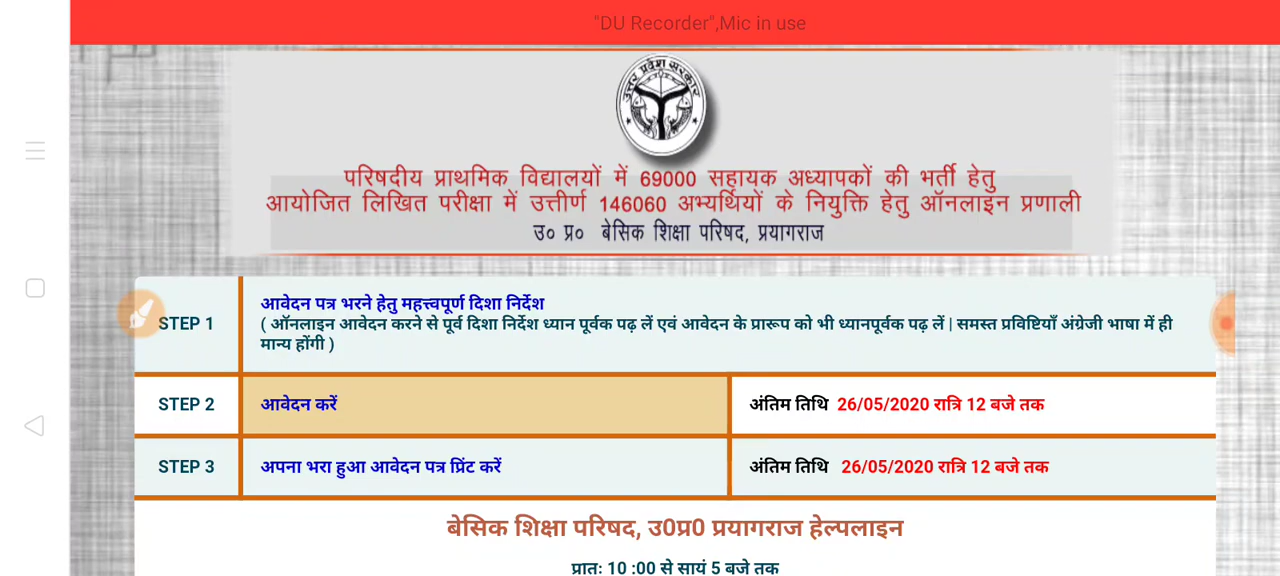 "DU Recorder",Mic in use
उत्तर प्रदेश सरकार
परिषदीय प्राथमिक विद्यालयों में 69000 सहायक अध्यापकों की भर्ती हेतु
आयोजित लिखित परीक्षा में उत्तीर्ण 146060 अभ्यर्थियों के नियुक्ति हेतु ऑनलाइन प्रणाली
उ० प्र० बेसिक शिक्षा परिषद, प्रयागराज
STEP 1
आवेदन पत्र भरने हेतु महत्त्वपूर्ण दिशा निर्देश
( ऑनलाइन आवेदन करने से पूर्व दिशा निर्देश ध्यान पूर्वक पढ़ लें एवं आवेदन के प्रारूप को भी ध्यानपूर्वक पढ़ लें | समस्त प्रविष्टियाँ अंग्रेजी भाषा में ही
मान्य होंगी )
STEP 2 आवेदन करें अंतिम तिथि 26/05/2020 रात्रि 12 बजे तक
STEP 3 अपना भरा हुआ आवेदन पत्र प्रिंट करें अंतिम तिथि 26/05/2020 रात्रि 12 बजे तक
बेसिक शिक्षा परिषद, उ0प्र0 प्रयागराज हेल्पलाइन
प्रातः 10 :00 से सायं 5 बजे तक